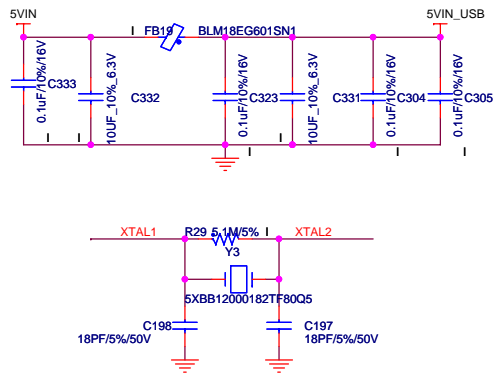 5VIN
5VIN_USB
FB19
BLM18EG601SN1
C333
0.1uF/10%/16V
C332
10UF_10%_6.3V
C323
0.1uF/10%/16V
C331
10UF_10%_6.3V
C304
0.1uF/10%/16V
C305
0.1uF/10%/16V
XTAL1
R29 5.1M/5%
XTAL2
Y3
5XBB12000182TF80Q5
C198
18PF/5%/50V
C197
18PF/5%/50V